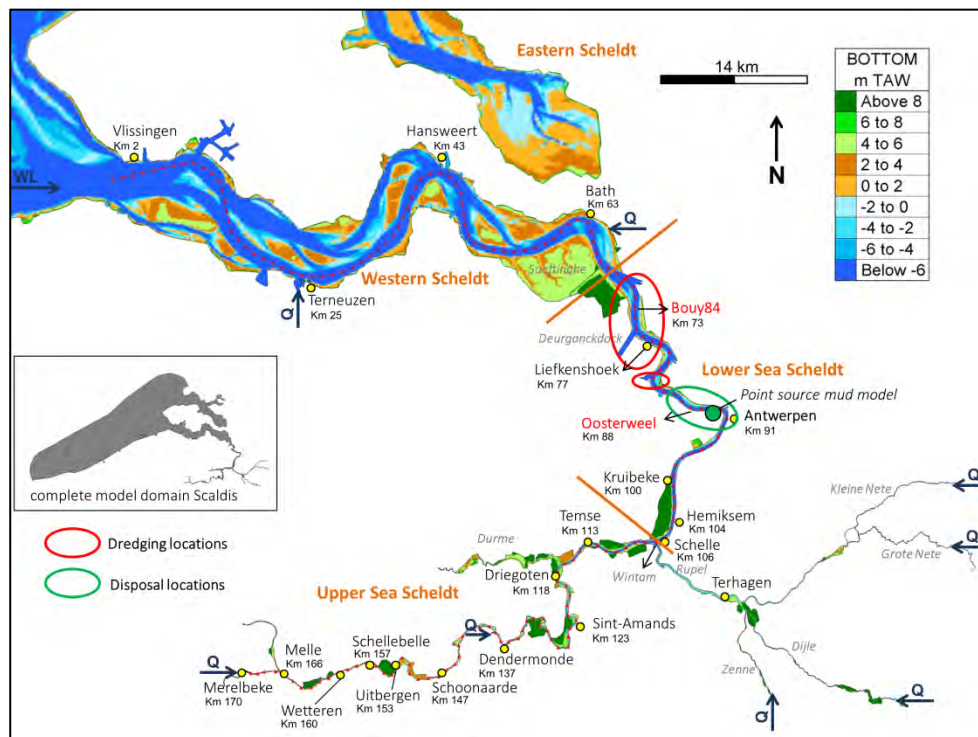 Eastern Scheldt
14 km
BOTTOM
m TAW
Above 8
6 to 8
4 to 6
2 to 4
0 to 2
-2 to 0
-4 to -2
-6 to -4
Below -6
N
Vlissingen
Km 2
Hansweert
Km 43
WL
Bath
Km 63
Q
Western Scheldt
Saeftinghe
Terneuzen
Km 25
Q
Bouy84
Km 73
Deurganckdock
Liefkenshoek
Km 77
Lower Sea Scheldt
Point source mud model
Oosterweel
Km 88
Antwerpen
Km 91
complete model domain Scaldis
Kruibeke
Km 100
Kleine Nete
Q
Dredging locations
Temse
Km 113
Hemiksem
Km 104
Q
Grote Nete
Durme
Schelle
Km 106
Disposal locations
Wintam
Rupel
Driegoten
Km 118
Terhagen
Upper Sea Scheldt
Sint-Amands
Km 123
Schellebelle
Km 157
Q
Dijle
Melle
Km 166
Dendermonde
Km 137
Zenne
Q
Merelbeke
Km 170
Uitbergen
Km 153
Schoonaarde
Km 147
Wetteren
Km 160
Q
Q